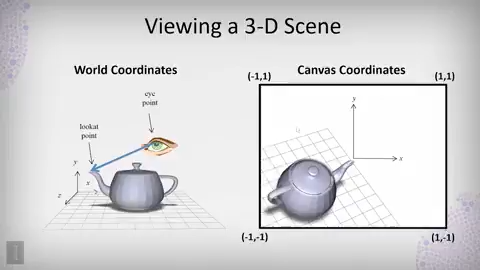 Viewing a 3-D Scene
World Coordinates
eye
point
lookat
point
y
x
z
Canvas Coordinates
(-1,1)
(1,1)
y
x
(-1,-1)
(1,-1)